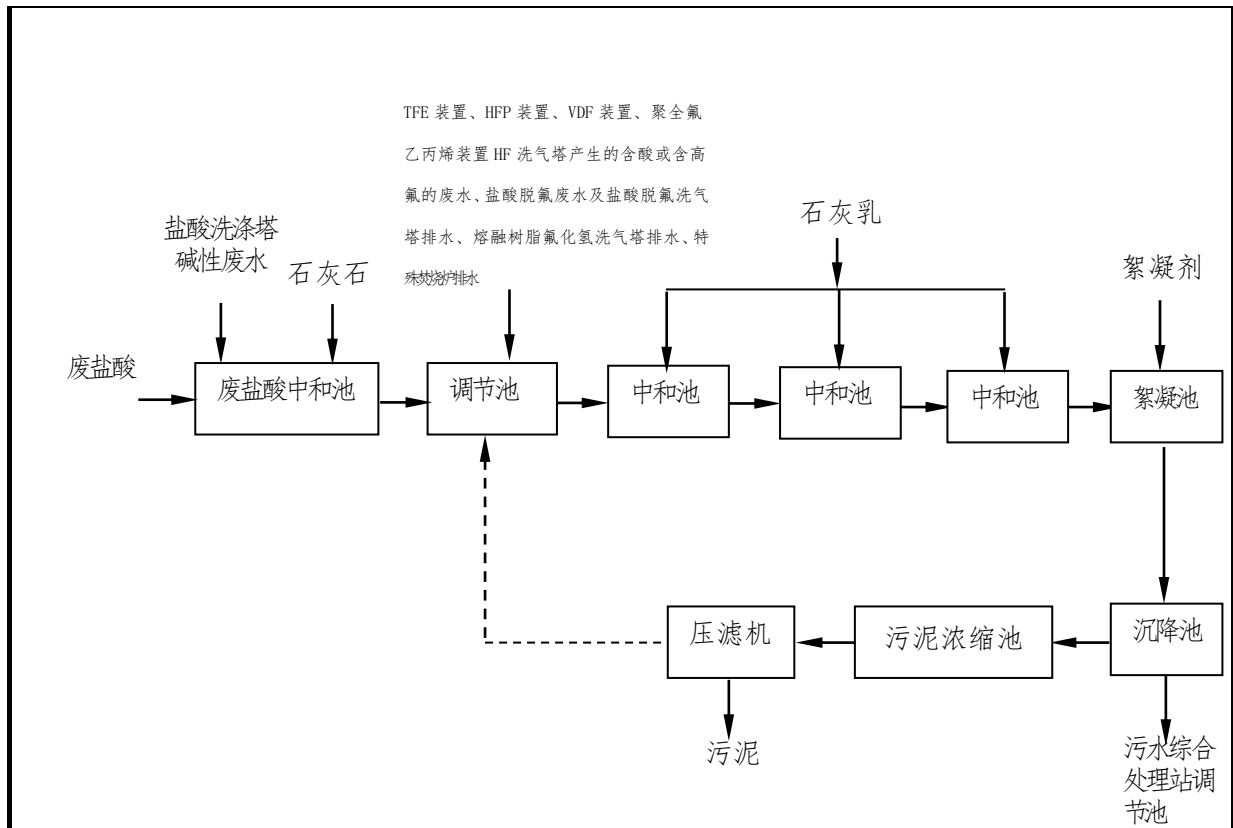 TFE 装置、HFP 装置、VDF 装置、聚全氟
乙丙烯装置 HF 洗气塔产生的含酸或含高
氟的废水、盐酸脱氟废水及盐酸脱氟洗气
塔排水、熔融树脂氟化氢洗气塔排水、特
殊焚烧炉排水
盐酸洗涤塔
碱性废水
石灰石
石灰乳
絮凝剂
废盐酸
废盐酸中和池
调节池
中和池
中和池
中和池
絮凝池
压滤机
污泥浓缩池
沉降池
污泥
污水综合
处理站调
节池